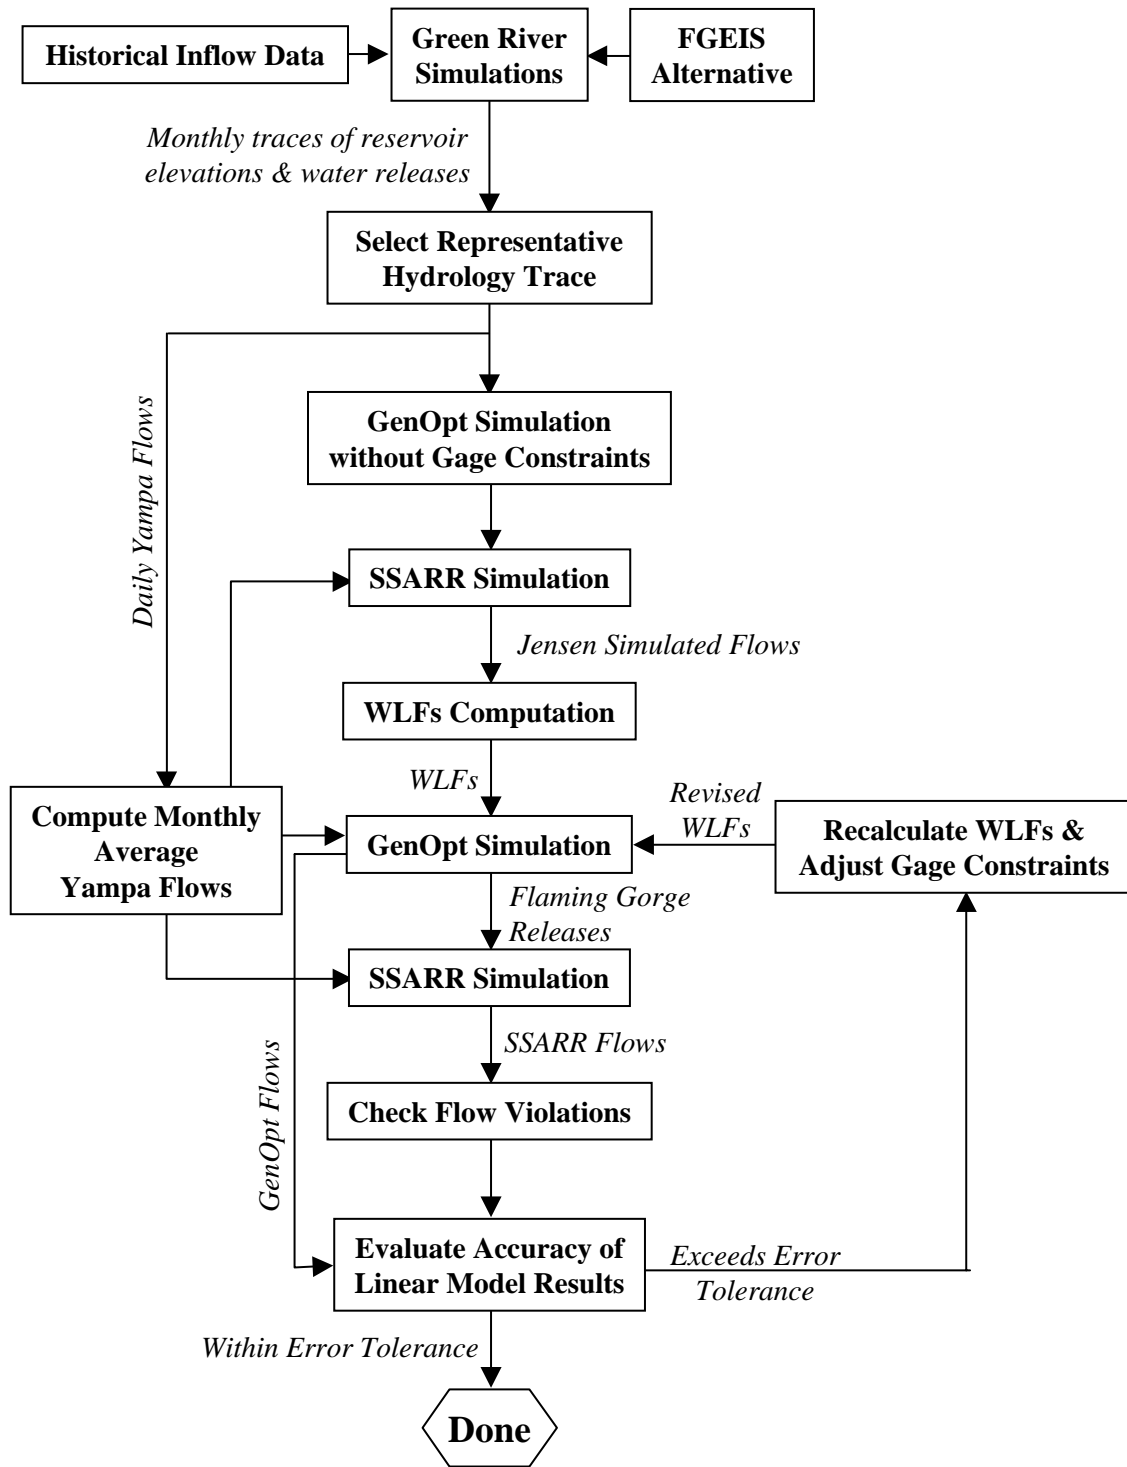 Historical Inflow Data
Green River
Simulations
FGEIS
Alternative
Monthly traces of reservoir
elevations & water releases
Select Representative
Hydrology Trace
Daily Yampa Flows
GenOpt Simulation
without Gage Constraints
SSARR Simulation
Jensen Simulated Flows
WLFs Computation
WLFs
Compute Monthly
Average
Yampa Flows
GenOpt Simulation
Revised
WLFs
Recalculate WLFs &
Adjust Gage Constraints
Flaming Gorge
Releases
SSARR Simulation
SSARR Flows
GenOpt Flows
Check Flow Violations
Evaluate Accuracy of
Linear Model Results
Exceeds Error
Tolerance
Within Error Tolerance
Done